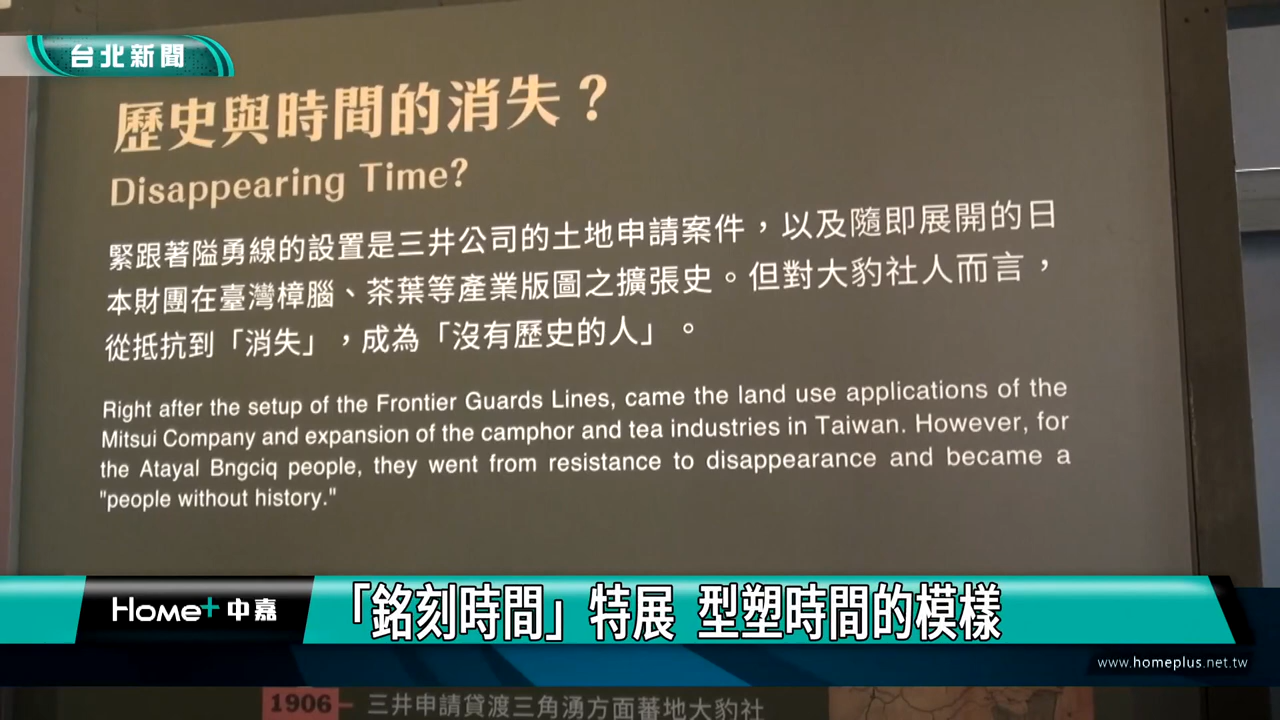 台北新聞
歷史與時間的消失？
Disappearing Time?
緊跟著隘勇線的設置是三井公司的土地申請案件，以及隨即展開的日
本財團在臺灣樟腦、茶葉等產業版圖之擴張史。但對大豹社人而言，
從抵抗到「消失」，成為「沒有歷史的人」。
Right after the setup of the Frontier Guards Lines, came the land use applications of the
Mitsui Company and expansion of the camphor and tea industries in Taiwan. However, for
the Atayal Bngciq people, they went from resistance to disappearance and became a
"people without history."
Home+中嘉
「銘刻時間」特展 型塑時間的模樣
www.homeplus.net.tw
1906
三井申請貸渡三角湧方面蕃地大豹社